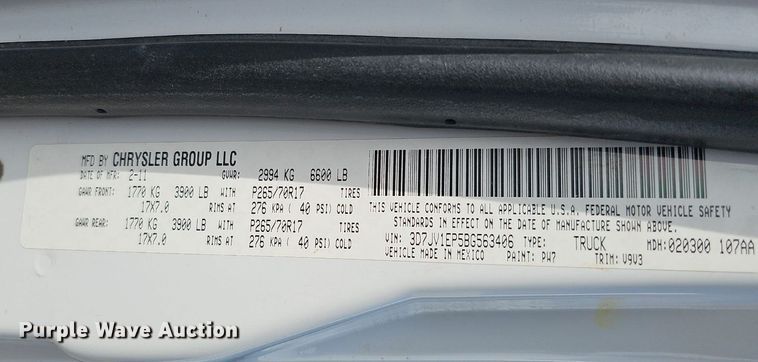 MFD BY CHRYSLER GROUP LLC
DATE OF MFR: 2-11 GVWR: 2994 KG 6600 LB
GAWR FRONT: 1770 KG 3900 LB WITH P265/70R17 TIRES
17X7.0 RIMS AT 276 KPA ( 40 PSI) COLD
GAWR REAR: 1770 KG 3900 LB WITH P265/70R17 TIRES
17X7.0 RIMS AT 276 KPA ( 40 PSI) COLD
THIS VEHICLE CONFORMS TO ALL APPLICABLE U.S.A. FEDERAL MOTOR VEHICLE SAFETY
STANDARDS IN EFFECT ON THE DATE OF MANUFACTURE SHOWN ABOVE.
VIN: 3D7JV1EP5BG563406 TYPE: TRUCK MDH: 020300 107AA
VEHICLE MADE IN MEXICO PAINT: PW7 TRIM: V9V3
Purple Wave Auction